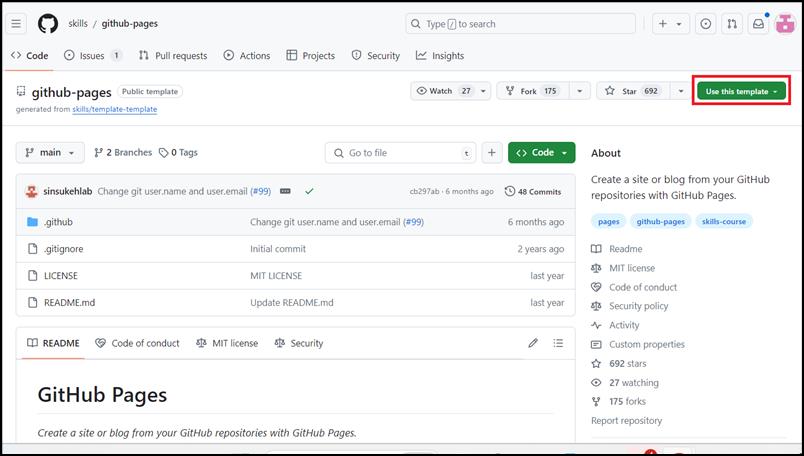 skills / github-pages
Type / to search
Code
Issues 1
Pull requests
Actions
Projects
Security
Insights
github-pages Public template
generated from skills/template-template
Watch 27
Fork 175
Star 692
Use this template
main
2 Branches
0 Tags
Go to file t
Code
sinsukehlab Change git user.name and user.email (#99)
cb297ab · 6 months ago
48 Commits
.github Change git user.name and user.email (#99) 6 months ago
.gitignore Initial commit 2 years ago
LICENSE MIT LICENSE last year
README.md Update README.md last year
README
Code of conduct
MIT license
Security
GitHub Pages
Create a site or blog from your GitHub repositories with GitHub Pages.
About
Create a site or blog from your GitHub
repositories with GitHub Pages.
pages github-pages skills-course
Readme
MIT license
Code of conduct
Security policy
Activity
Custom properties
692 stars
27 watching
175 forks
Report repository